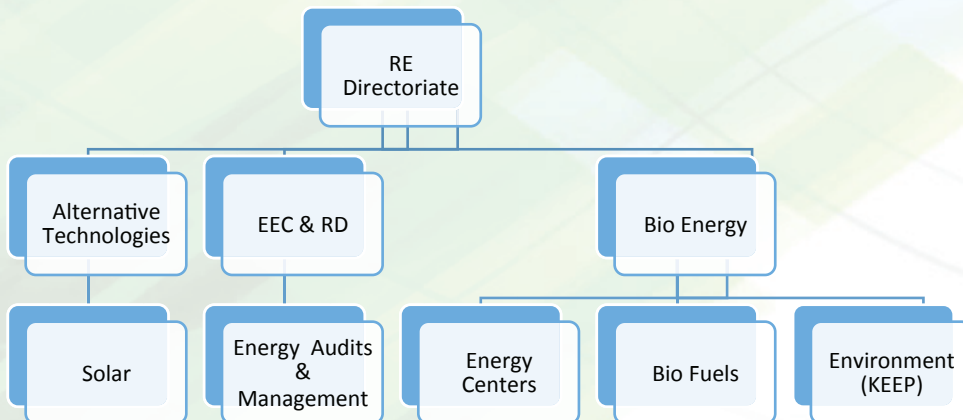 RE
Directoriate
Alternative
Technologies
EEC & RD
Bio Energy
Solar
Energy Audits
&
Management
Energy
Centers
Bio Fuels
Environment
(KEEP)